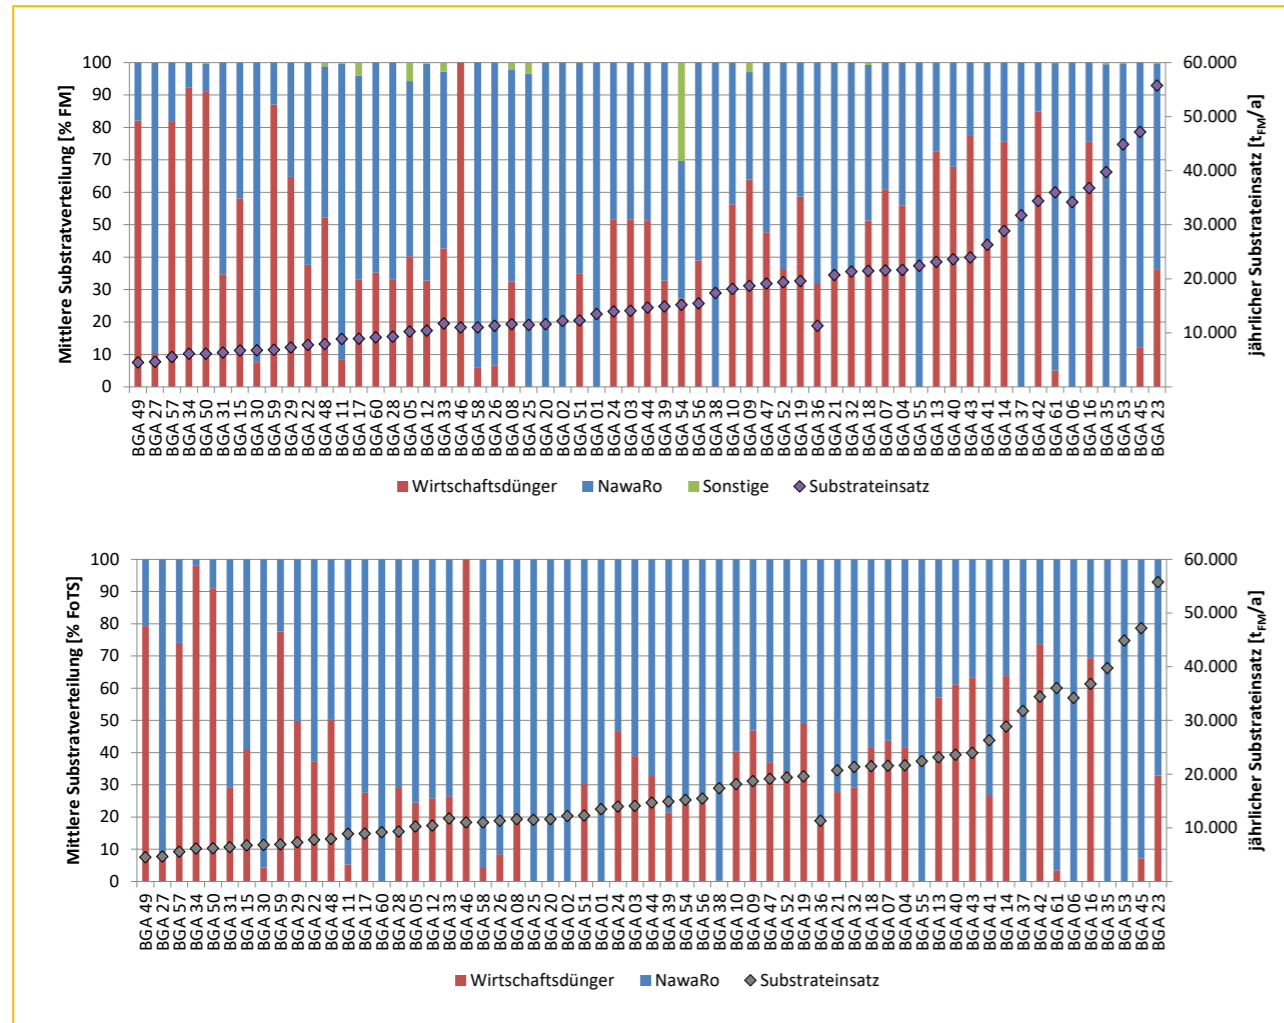 Mittlere Substratverteilung [% FM]
100
90
80
70
60
50
40
30
20
10
0
60.000
50.000
40.000
30.000
20.000
10.000
jährlicher Substrateinsatz [tFM/a]
BGA 49
BGA 27
BGA 57
BGA 34
BGA 50
BGA 31
BGA 15
BGA 30
BGA 59
BGA 29
BGA 22
BGA 48
BGA 11
BGA 17
BGA 60
BGA 28
BGA 05
BGA 12
BGA 33
BGA 46
BGA 58
BGA 26
BGA 08
BGA 25
BGA 20
BGA 02
BGA 51
BGA 01
BGA 24
BGA 03
BGA 44
BGA 39
BGA 54
BGA 56
BGA 38
BGA 10
BGA 09
BGA 47
BGA 52
BGA 19
BGA 36
BGA 21
BGA 32
BGA 18
BGA 07
BGA 04
BGA 55
BGA 13
BGA 40
BGA 43
BGA 41
BGA 14
BGA 37
BGA 42
BGA 61
BGA 06
BGA 16
BGA 35
BGA 53
BGA 45
BGA 23
Wirtschaftsdünger NawaRo Sonstige Substrateinsatz
Mittlere Substratverteilung [% FoTS]
100
90
80
70
60
50
40
30
20
10
0
60.000
50.000
40.000
30.000
20.000
10.000
jährlicher Substrateinsatz [tFM/a]
BGA 49
BGA 27
BGA 57
BGA 34
BGA 50
BGA 31
BGA 15
BGA 30
BGA 59
BGA 29
BGA 22
BGA 48
BGA 11
BGA 17
BGA 60
BGA 28
BGA 05
BGA 12
BGA 33
BGA 46
BGA 58
BGA 26
BGA 08
BGA 25
BGA 20
BGA 02
BGA 51
BGA 01
BGA 24
BGA 03
BGA 44
BGA 39
BGA 54
BGA 56
BGA 38
BGA 10
BGA 09
BGA 47
BGA 52
BGA 19
BGA 36
BGA 21
BGA 32
BGA 18
BGA 07
BGA 04
BGA 55
BGA 13
BGA 40
BGA 43
BGA 41
BGA 14
BGA 37
BGA 42
BGA 61
BGA 06
BGA 16
BGA 35
BGA 53
BGA 45
BGA 23
Wirtschaftsdünger NawaRo Substrateinsatz